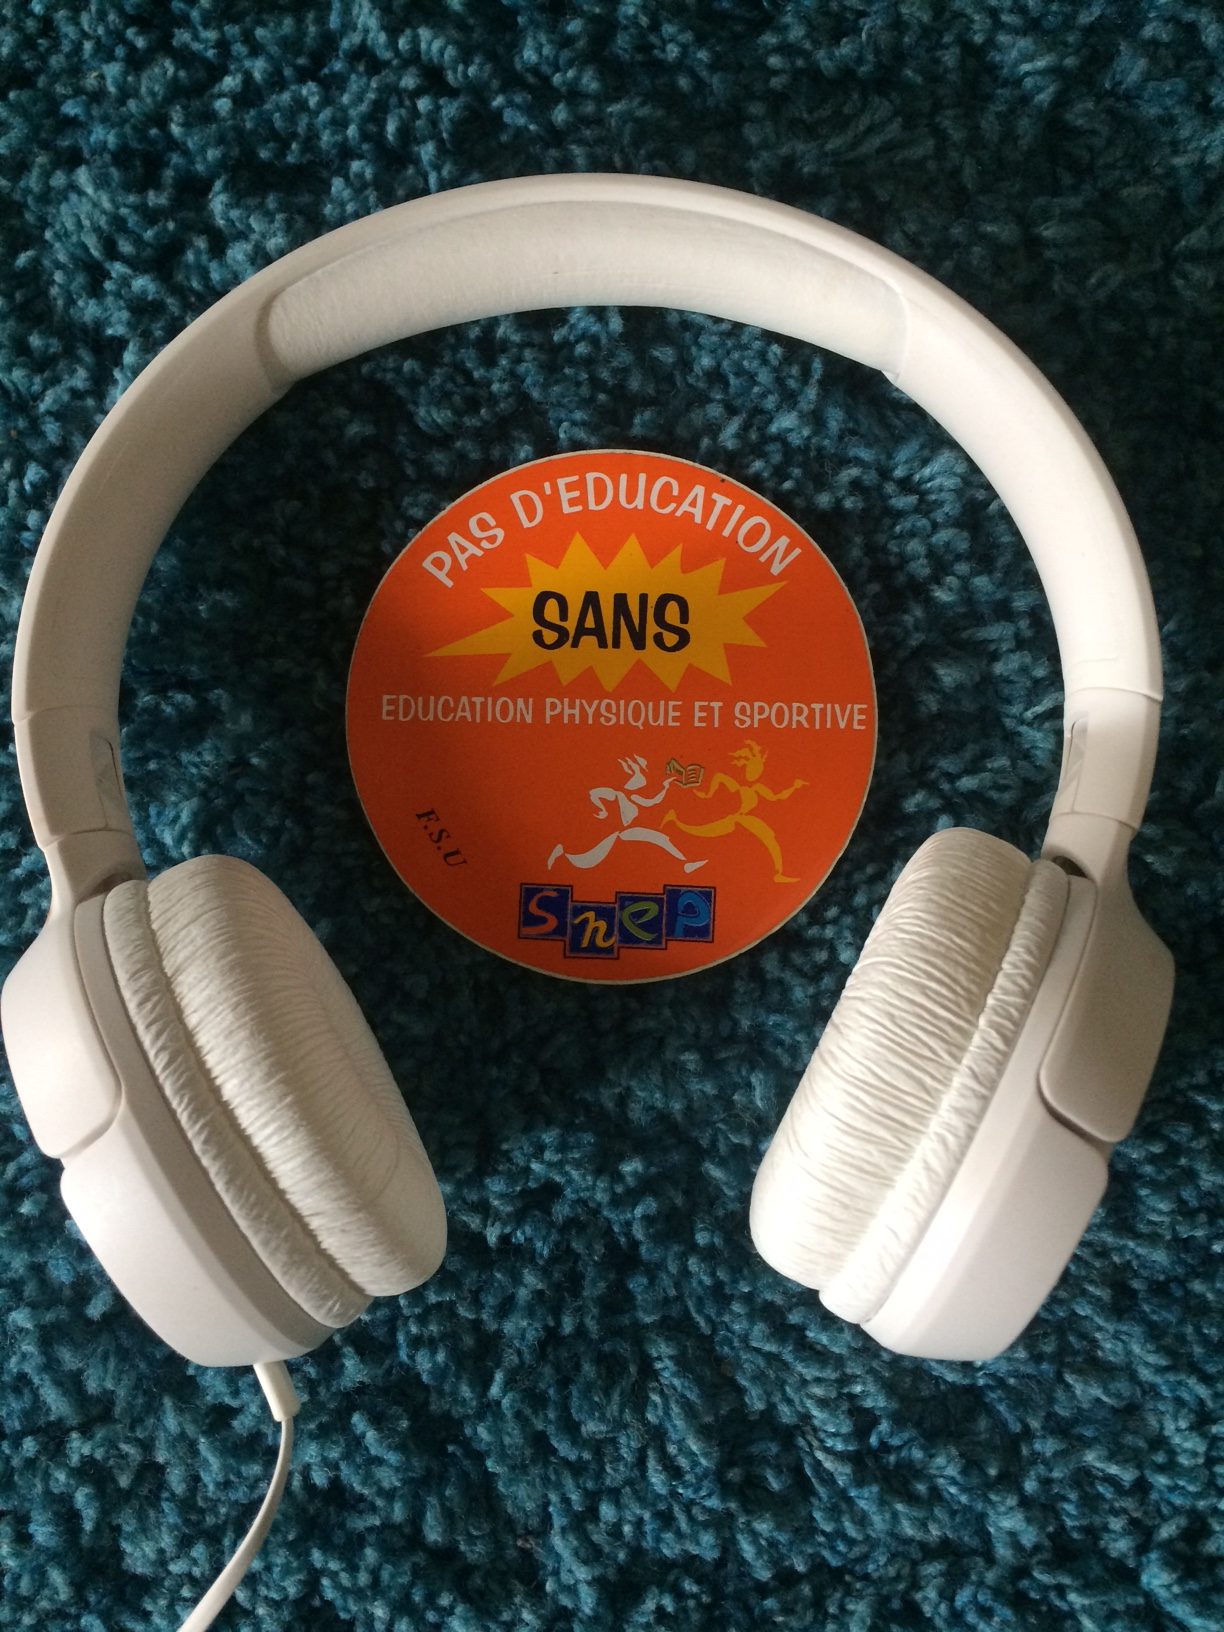 PAS D'EDUCATION
SANS
EDUCATION PHYSIQUE ET SPORTIVE
F.S.U
Snep